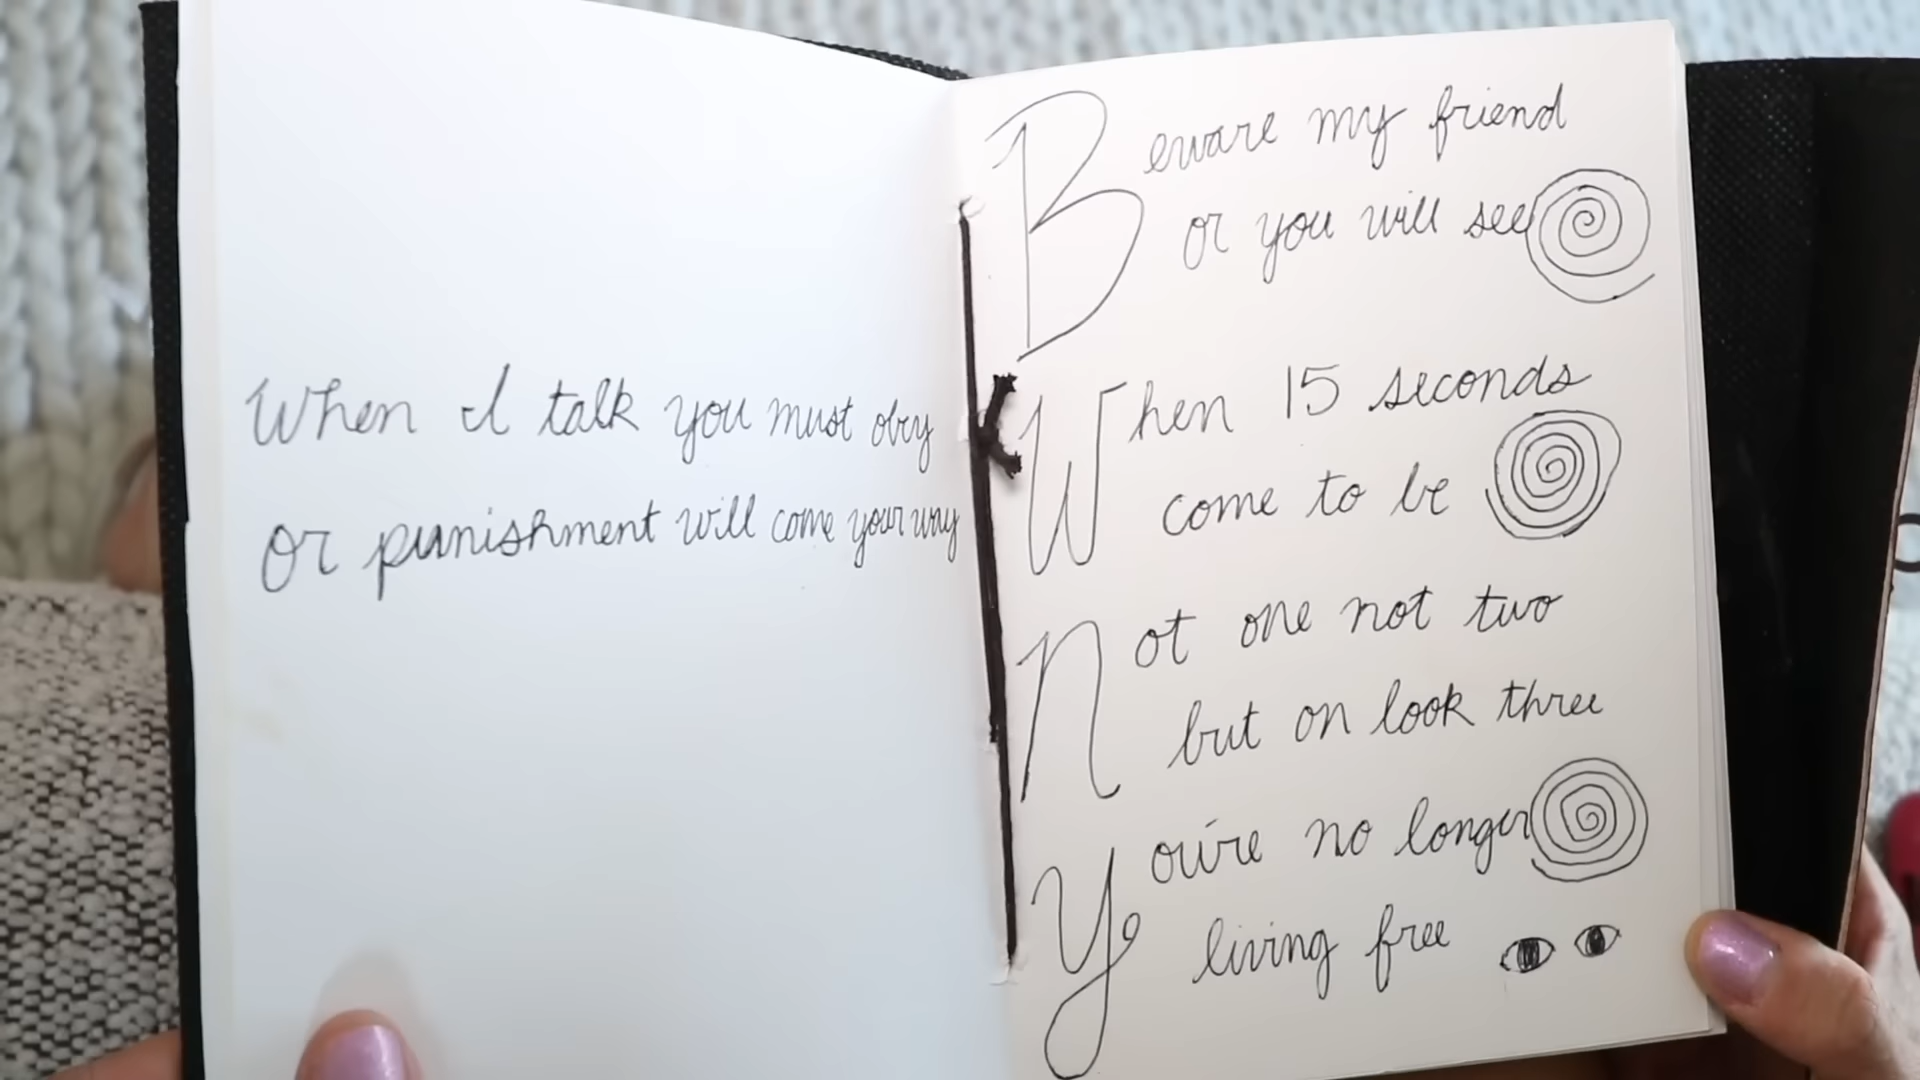 When I talk you must obey
or punishment will come your way
Beware my friend
or you will see
When 15 seconds
come to be
Not one not two
but on look three
You're no longer
living free